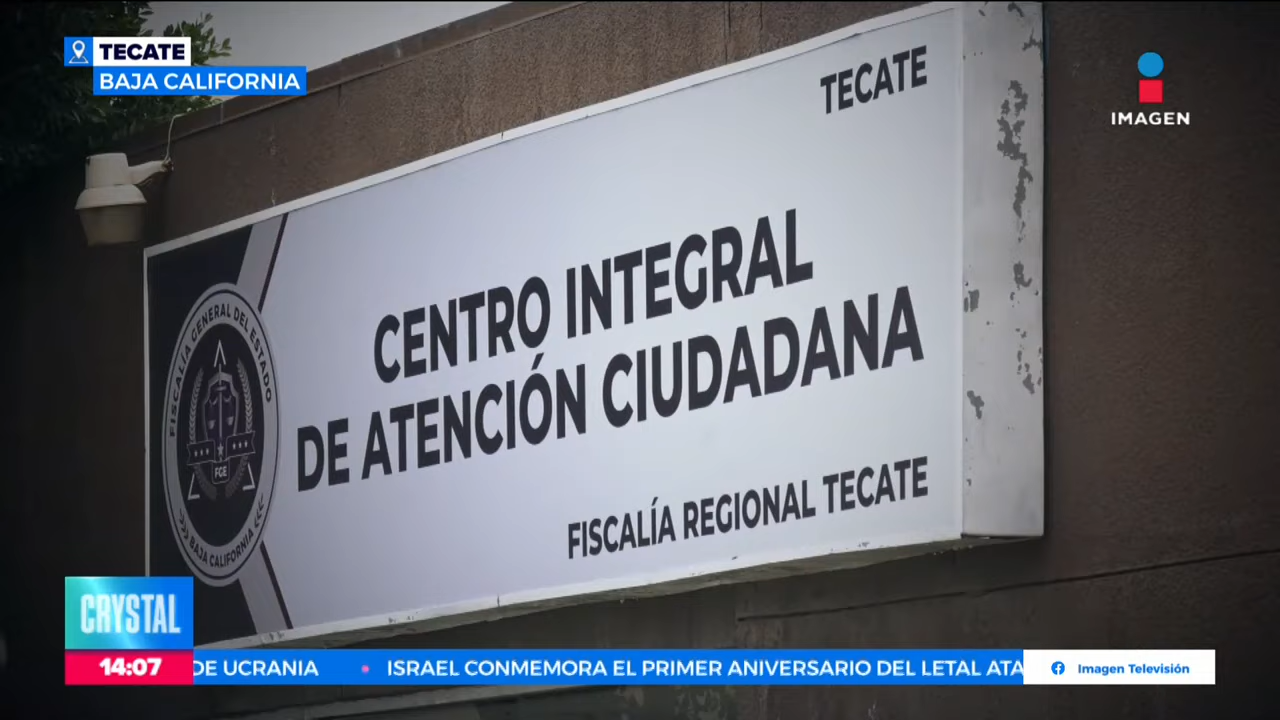 TECATE
BAJA CALIFORNIA
IMAGEN
TECATE
CENTRO INTEGRAL
DE ATENCIÓN CIUDADANA
FISCALÍA REGIONAL TECATE
FISCALÍA GENERAL DEL ESTADO
FGE
BAJA CALIFORNIA
CRYSTAL
14:07
DE UCRANIA • ISRAEL CONMEMORA EL PRIMER ANIVERSARIO DEL LETAL ATA
Imagen Televisión